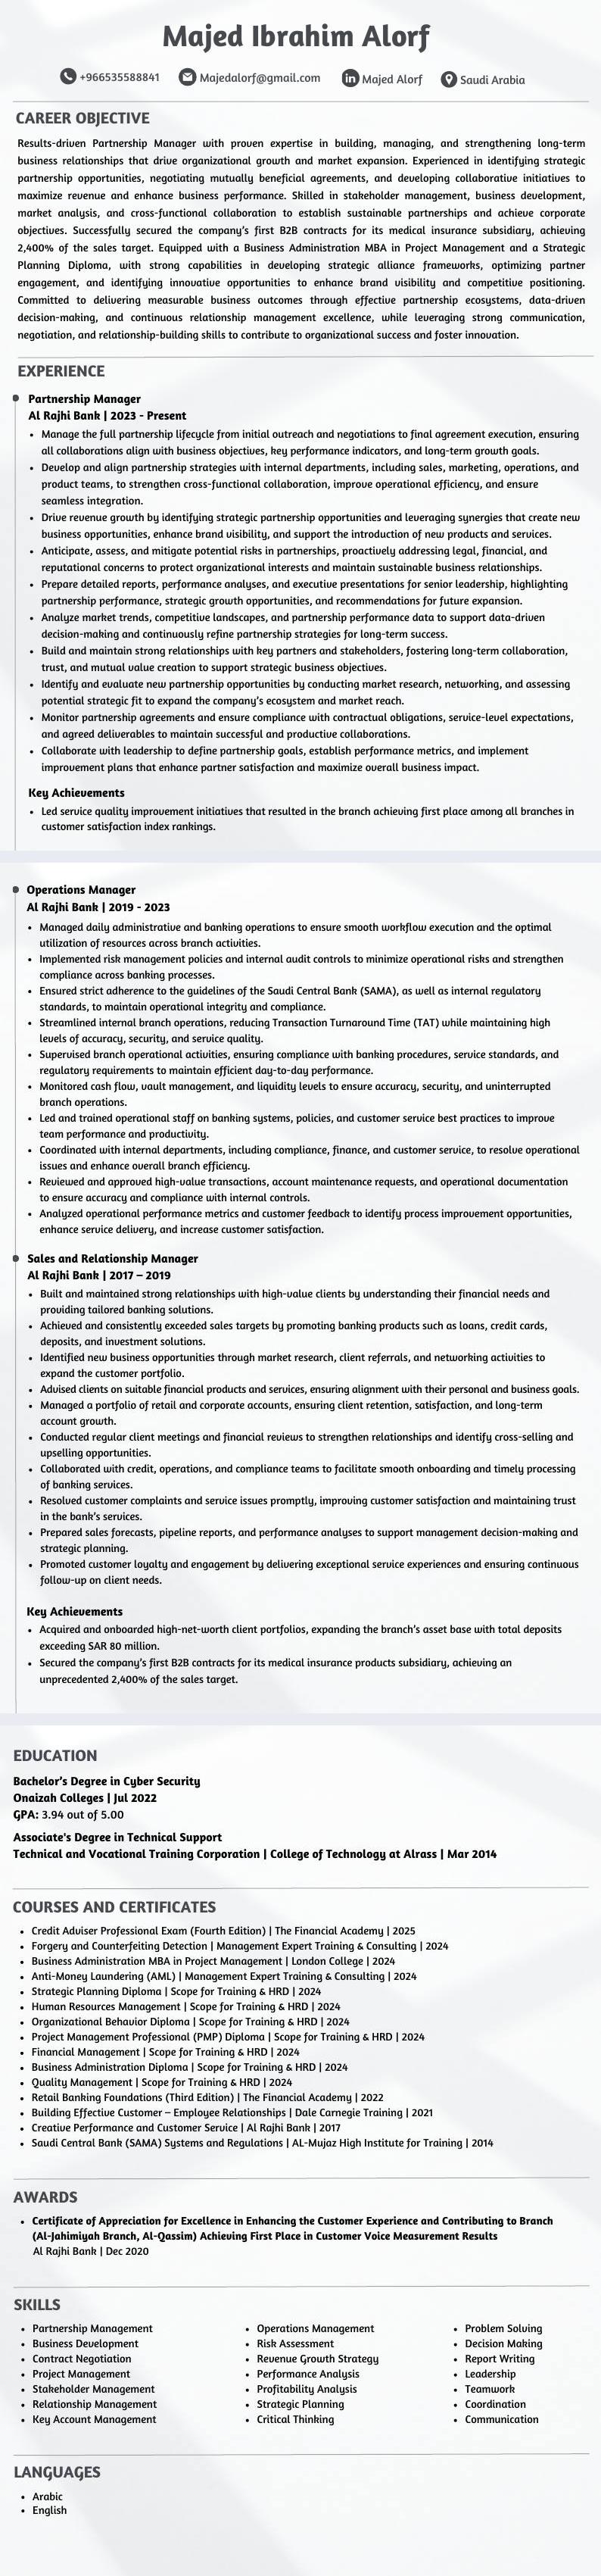 Majed Ibrahim Alorf
+966535588841 Majedalorf@gmail.com in Majed Alorf Saudi Arabia
CAREER OBJECTIVE
Results-driven Partnership Manager with proven expertise in building, managing, and strengthening long-term
business relationships that drive organizational growth and market expansion. Experienced in identifying strategic
partnership opportunities, negotiating mutually beneficial agreements, and developing collaborative initiatives to
maximize revenue and enhance business performance. Skilled in stakeholder management, business development,
market analysis, and cross-functional collaboration to establish sustainable partnerships and achieve corporate
objectives. Successfully secured the company's first B2B contracts for its medical insurance subsidiary, achieving
2,400% of the sales target. Equipped with a Business Administration MBA in Project Management and a Strategic
Planning Diploma, with strong capabilities in developing strategic alliance frameworks, optimizing partner
engagement, and identifying innovative opportunities to enhance brand visibility and competitive positioning.
Committed to delivering measurable business outcomes through effective partnership ecosystems, data-driven
decision-making, and continuous relationship management excellence, while leveraging strong communication,
negotiation, and relationship-building skills to contribute to organizational success and foster innovation.
EXPERIENCE
Partnership Manager
Al Rajhi Bank | 2023 - Present
• Manage the full partnership lifecycle from initial outreach and negotiations to final agreement execution, ensuring
all collaborations align with business objectives, key performance indicators, and long-term growth goals.
• Develop and align partnership strategies with internal departments, including sales, marketing, operations, and
product teams, to strengthen cross-functional collaboration, improve operational efficiency, and ensure
seamless integration.
• Drive revenue growth by identifying strategic partnership opportunities and leveraging synergies that create new
business opportunities, enhance brand visibility, and support the introduction of new products and services.
• Anticipate, assess, and mitigate potential risks in partnerships, proactively addressing legal, financial, and
reputational concerns to protect organizational interests and maintain sustainable business relationships.
• Prepare detailed reports, performance analyses, and executive presentations for senior leadership, highlighting
partnership performance, strategic growth opportunities, and recommendations for future expansion.
• Analyze market trends, competitive landscapes, and partnership performance data to support data-driven
decision-making and continuously refine partnership strategies for long-term success.
• Build and maintain strong relationships with key partners and stakeholders, fostering long-term collaboration,
trust, and mutual value creation to support strategic business objectives.
• Identify and evaluate new partnership opportunities by conducting market research, networking, and assessing
potential strategic fit to expand the company's ecosystem and market reach.
• Monitor partnership agreements and ensure compliance with contractual obligations, service-level expectations,
and agreed deliverables to maintain successful and productive collaborations.
• Collaborate with leadership to define partnership goals, establish performance metrics, and implement
improvement plans that enhance partner satisfaction and maximize overall business impact.
Key Achievements
• Led service quality improvement initiatives that resulted in the branch achieving first place among all branches in
customer satisfaction index rankings.
Operations Manager
Al Rajhi Bank | 2019 - 2023
• Managed daily administrative and banking operations to ensure smooth workflow execution and the optimal
utilization of resources across branch activities.
• Implemented risk management policies and internal audit controls to minimize operational risks and strengthen
compliance across banking processes.
• Ensured strict adherence to the guidelines of the Saudi Central Bank (SAMA), as well as internal regulatory
standards, to maintain operational integrity and compliance.
• Streamlined internal branch operations, reducing Transaction Turnaround Time (TAT) while maintaining high
levels of accuracy, security, and service quality.
• Supervised branch operational activities, ensuring compliance with banking procedures, service standards, and
regulatory requirements to maintain efficient day-to-day performance.
• Monitored cash flow, vault management, and liquidity levels to ensure accuracy, security, and uninterrupted
branch operations.
• Led and trained operational staff on banking systems, policies, and customer service best practices to improve
team performance and productivity.
• Coordinated with internal departments, including compliance, finance, and customer service, to resolve operational
issues and enhance overall branch efficiency.
• Reviewed and approved high-value transactions, account maintenance requests, and operational documentation
to ensure accuracy and compliance with internal controls.
• Analyzed operational performance metrics and customer feedback to identify process improvement opportunities,
enhance service delivery, and increase customer satisfaction.
Sales and Relationship Manager
Al Rajhi Bank | 2017 – 2019
• Built and maintained strong relationships with high-value clients by understanding their financial needs and
providing tailored banking solutions.
• Achieved and consistently exceeded sales targets by promoting banking products such as loans, credit cards,
deposits, and investment solutions.
• Identified new business opportunities through market research, client referrals, and networking activities to
expand the customer portfolio.
• Advised clients on suitable financial products and services, ensuring alignment with their personal and business goals.
• Managed a portfolio of retail and corporate accounts, ensuring client retention, satisfaction, and long-term
account growth.
• Conducted regular client meetings and financial reviews to strengthen relationships and identify cross-selling and
upselling opportunities.
• Collaborated with credit, operations, and compliance teams to facilitate smooth onboarding and timely processing
of banking services.
• Resolved customer complaints and service issues promptly, improving customer satisfaction and maintaining trust
in the bank's services.
• Prepared sales forecasts, pipeline reports, and performance analyses to support management decision-making and
strategic planning.
• Promoted customer loyalty and engagement by delivering exceptional service experiences and ensuring continuous
follow-up on client needs.
Key Achievements
• Acquired and onboarded high-net-worth client portfolios, expanding the branch's asset base with total deposits
exceeding SAR 80 million.
• Secured the company's first B2B contracts for its medical insurance products subsidiary, achieving an
unprecedented 2,400% of the sales target.
EDUCATION
Bachelor's Degree in Cyber Security
Onaizah Colleges | Jul 2022
GPA: 3.94 out of 5.00
Associate's Degree in Technical Support
Technical and Vocational Training Corporation | College of Technology at Alrass | Mar 2014
COURSES AND CERTIFICATES
• Credit Adviser Professional Exam (Fourth Edition) | The Financial Academy | 2025
• Forgery and Counterfeiting Detection | Management Expert Training & Consulting | 2024
• Business Administration MBA in Project Management | London College | 2024
• Anti-Money Laundering (AML) | Management Expert Training & Consulting | 2024
• Strategic Planning Diploma | Scope for Training & HRD | 2024
• Human Resources Management | Scope for Training & HRD | 2024
• Organizational Behavior Diploma | Scope for Training & HRD | 2024
• Project Management Professional (PMP) Diploma | Scope for Training & HRD | 2024
• Financial Management | Scope for Training & HRD | 2024
• Business Administration Diploma | Scope for Training & HRD | 2024
• Quality Management | Scope for Training & HRD | 2024
• Retail Banking Foundations (Third Edition) | The Financial Academy | 2022
• Building Effective Customer – Employee Relationships | Dale Carnegie Training | 2021
• Creative Performance and Customer Service | Al Rajhi Bank | 2017
• Saudi Central Bank (SAMA) Systems and Regulations | AL-Mujaz High Institute for Training | 2014
AWARDS
• Certificate of Appreciation for Excellence in Enhancing the Customer Experience and Contributing to Branch
(Al-Jahimiyah Branch, Al-Qassim) Achieving First Place in Customer Voice Measurement Results
Al Rajhi Bank | Dec 2020
SKILLS
• Partnership Management
• Business Development
• Contract Negotiation
• Project Management
• Stakeholder Management
• Relationship Management
• Key Account Management
• Operations Management
• Risk Assessment
• Revenue Growth Strategy
• Performance Analysis
• Profitability Analysis
• Strategic Planning
• Critical Thinking
• Problem Solving
• Decision Making
• Report Writing
• Leadership
• Teamwork
• Coordination
• Communication
LANGUAGES
• Arabic
• English